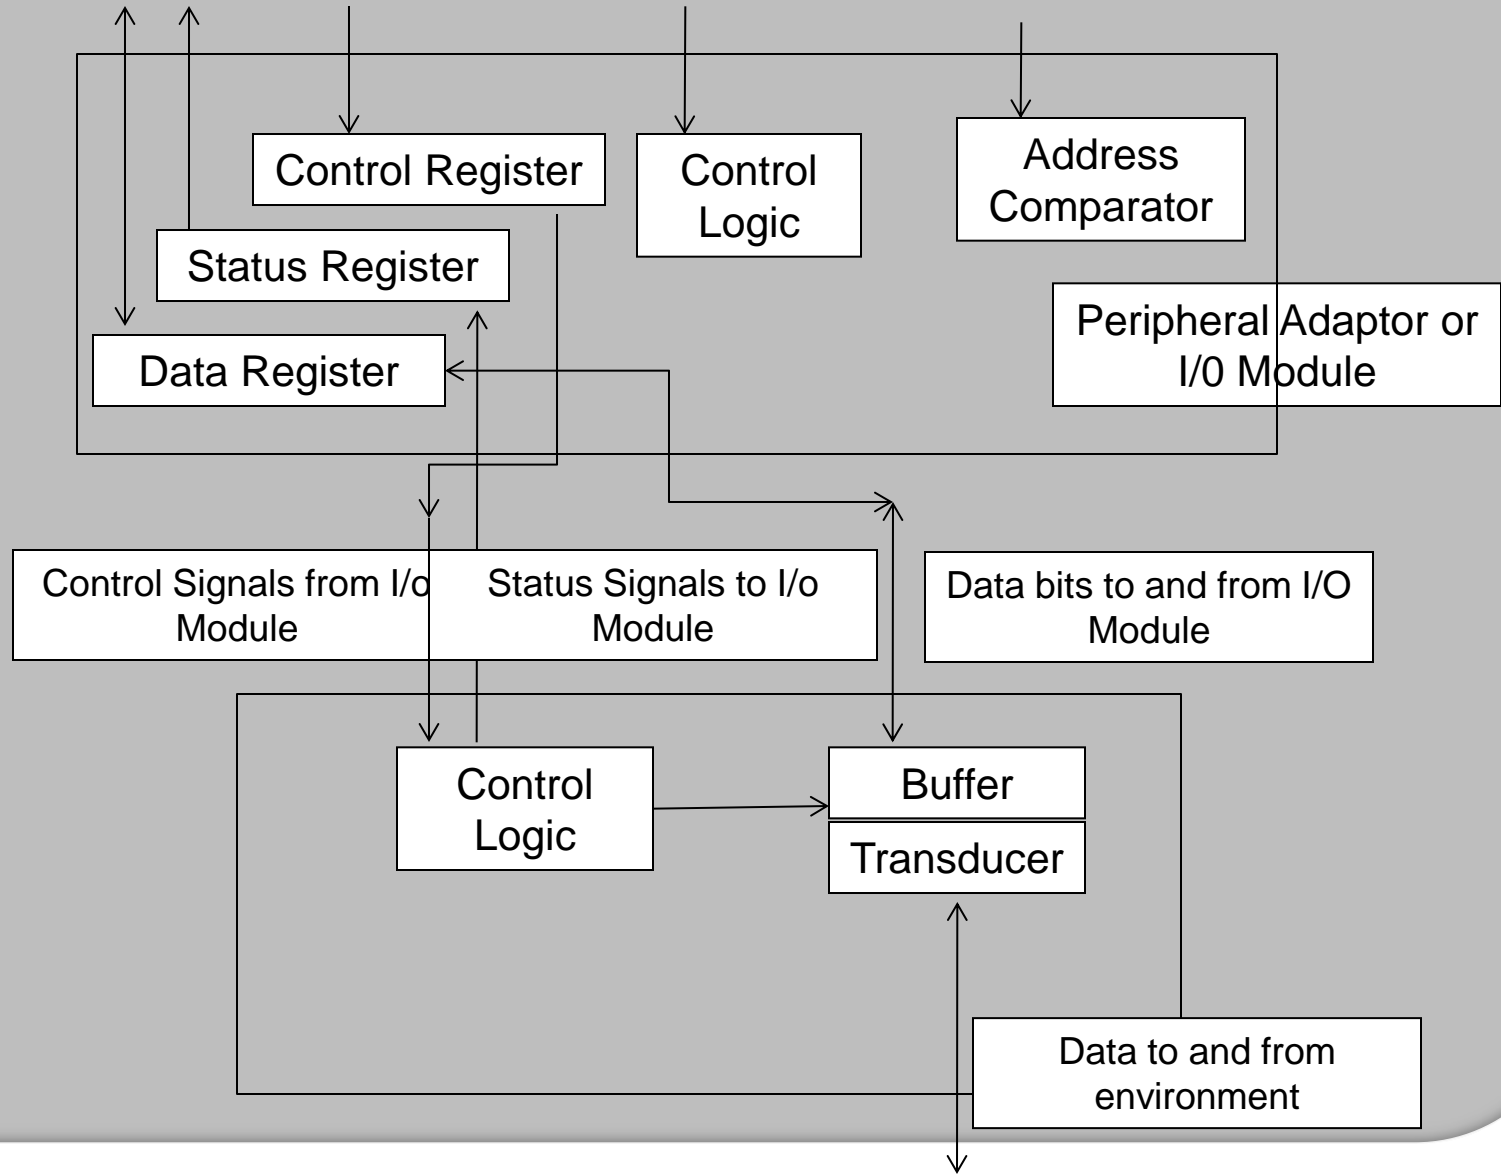 Control Register
Control
Logic
Address
Comparator
Status Register
Peripheral Adaptor or
I/0 Module
Data Register
Control Signals from I/o
Module
Status Signals to I/o
Module
Data bits to and from I/O
Module
Control
Logic
Buffer
Transducer
Data to and from
environment